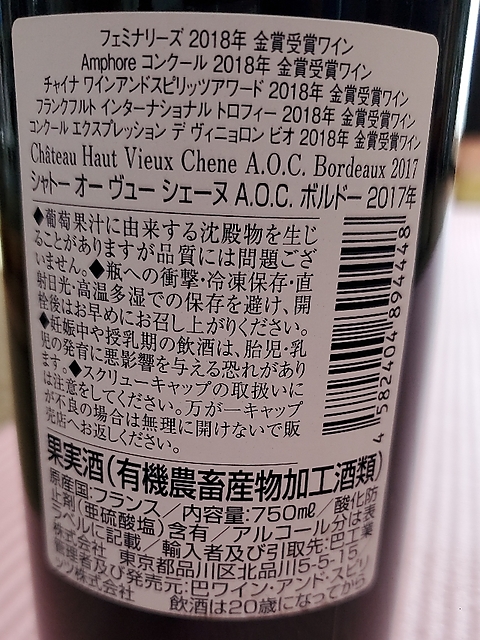 フェミナリーズ 2018年 金賞受賞ワイン
Amphore コンクール 2018年 金賞受賞ワイン
チャイナ ワインアンドスピリッツアワード 2018年 金賞受賞ワイン
フランクフルト インターナショナル トロフィー 2018年 金賞受賞ワイン
コンクール エクスプレッション デ ヴィニョロン ビオ 2018年 金賞受賞ワイン
Château Haut Vieux Chene A.O.C. Bordeaux 2017
シャトー オー ヴュー シェーヌ A.O.C. ボルドー 2017年
◆葡萄果汁に由来する沈殿物を生じ
ることがありますが品質には問題ござ
いません。◆瓶への衝撃・冷凍保存・直
射日光・高温多湿での保存を避け、開
栓後はお早めにお召し上がりください。
◆妊娠中や授乳期の飲酒は、胎児・乳
児の発育に悪影響を与える恐れがあり
ます。◆スクリューキャップの取扱いに
は注意をしてください。万が一キャップ
が不良の場合は無理に開けないで販
売店へお返しください。
4 582404 894448
果実酒(有機農畜産物加工酒類)
原産国:フランス/内容量:750㎖/酸化防
止剤(亜硫酸塩)含有/アルコール分は表
ラベルに記載/輸入者及び引取先:巴工業
株式会社 東京都品川区北品川5-5-15
管理者及び発売元:巴ワイン・アンド・スピリ
ッツ株式会社 飲酒は20歳になってから